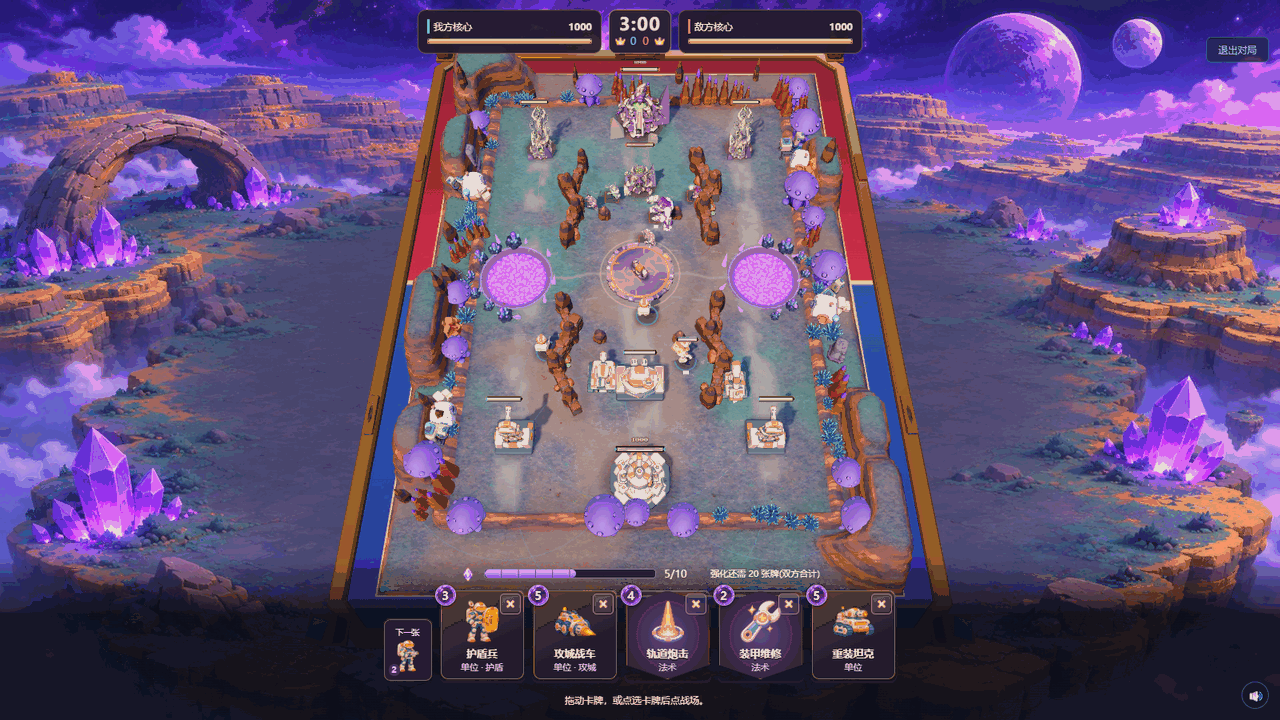 我方核心 1000
3:00
0 0
敌方核心 1000
退出对局
1000
5/10
强化还需 20 张牌(双方合计)
下一张
2
3
护盾兵
单位·护盾
5
攻城战车
单位·攻城
4
轨道炮击
法术
2
装甲维修
法术
5
重装坦克
单位
拖动卡牌，或点选卡牌后点战场。